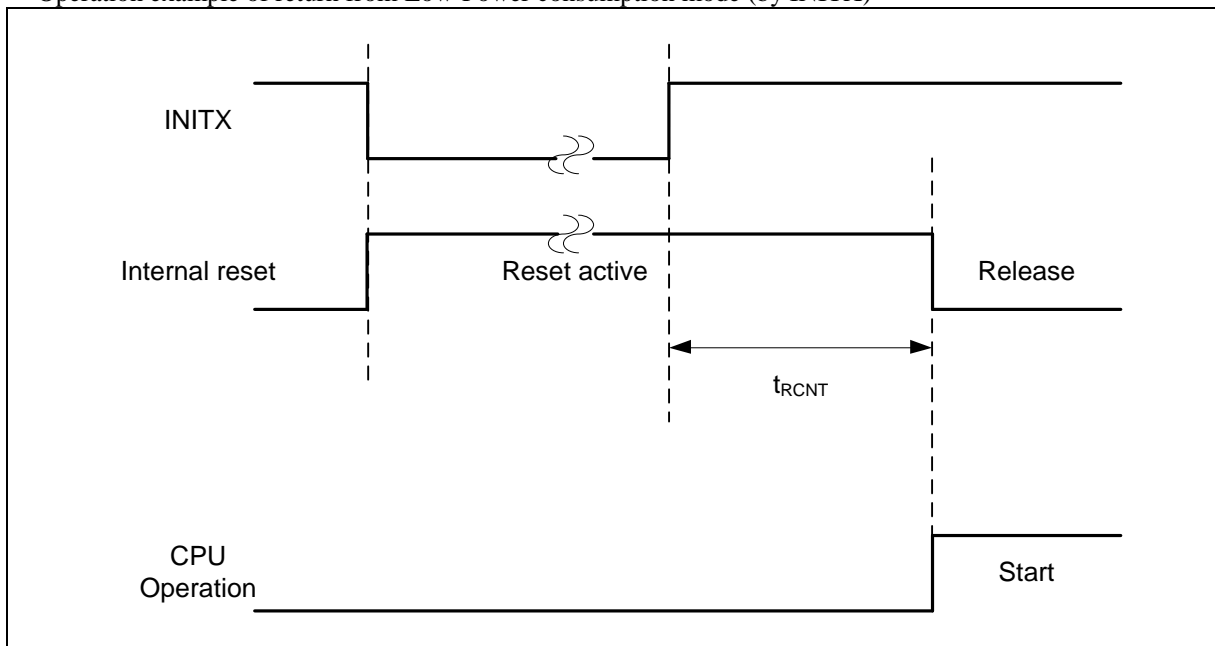 Operation example of return from Low Power consumption mode (by INITX)
INITX
Internal reset
Reset active
Release
tRCNT
CPU
Operation
Start